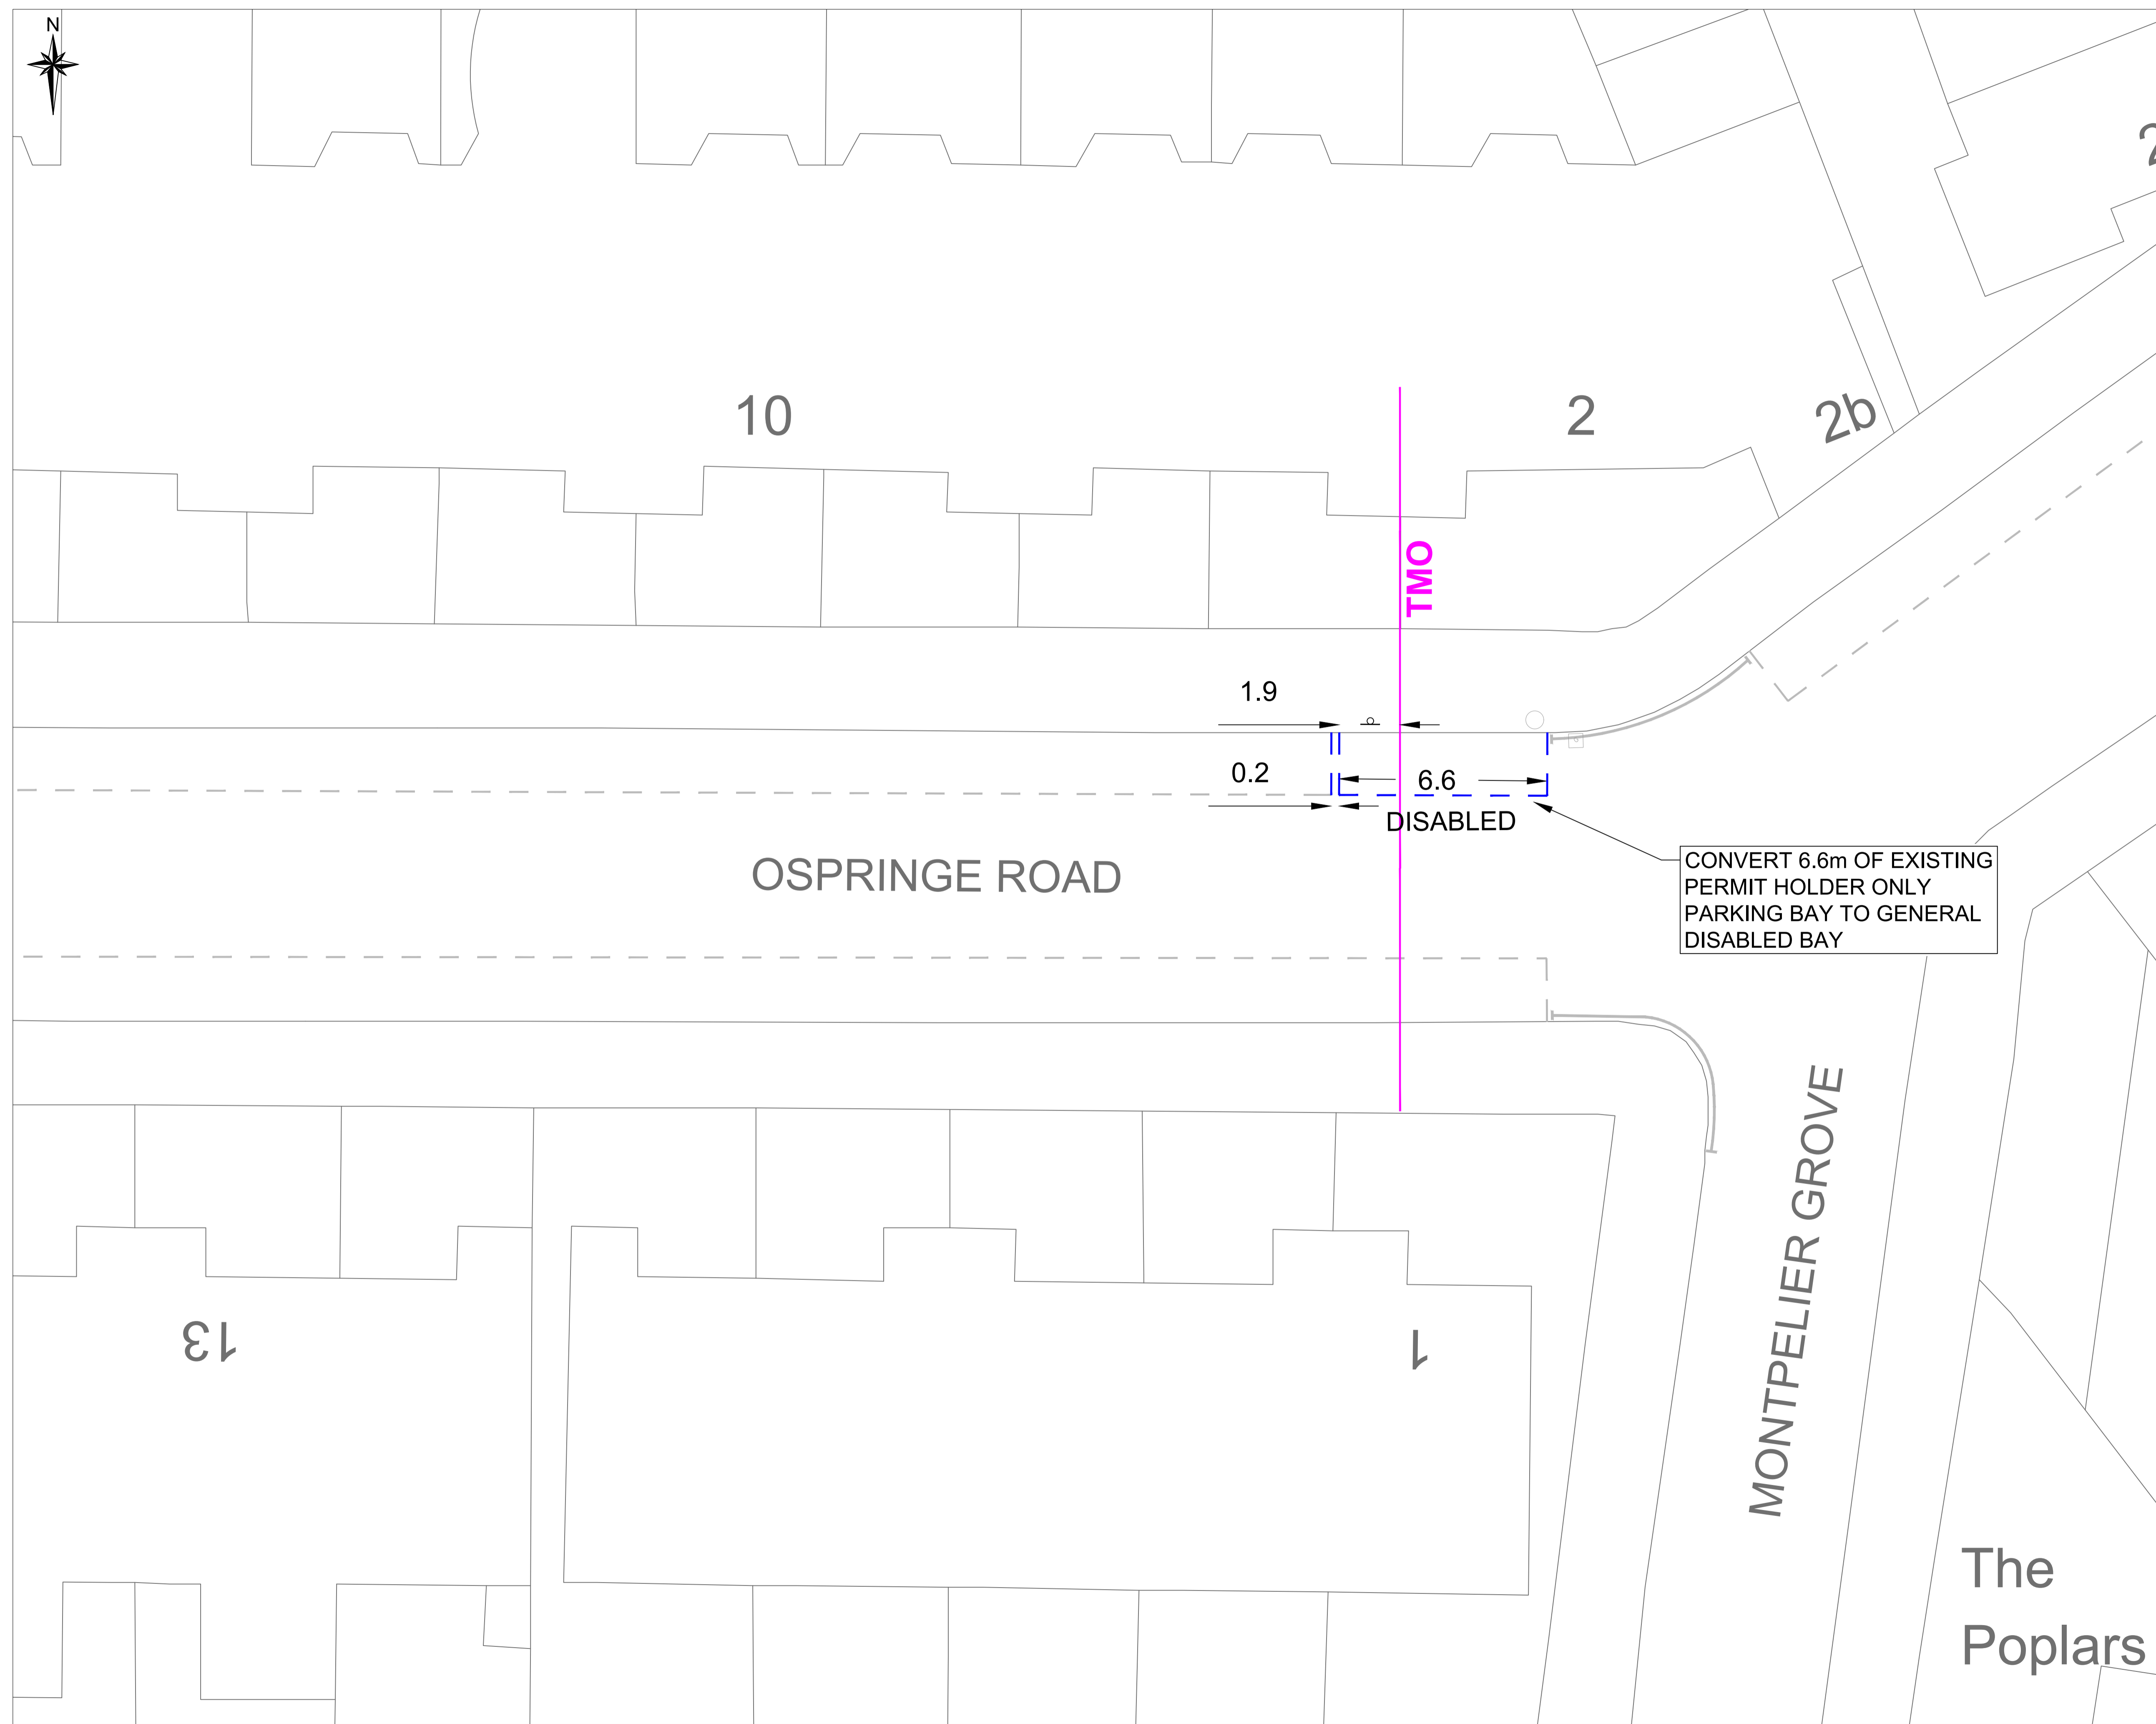 N
10
2
2b
TMO
1.9
0.2
6.6
DISABLED
OSPRINGE ROAD
CONVERT 6.6m OF EXISTING
PERMIT HOLDER ONLY
PARKING BAY TO GENERAL
DISABLED BAY
MONTPELIER GROVE
13
1
The
Poplars